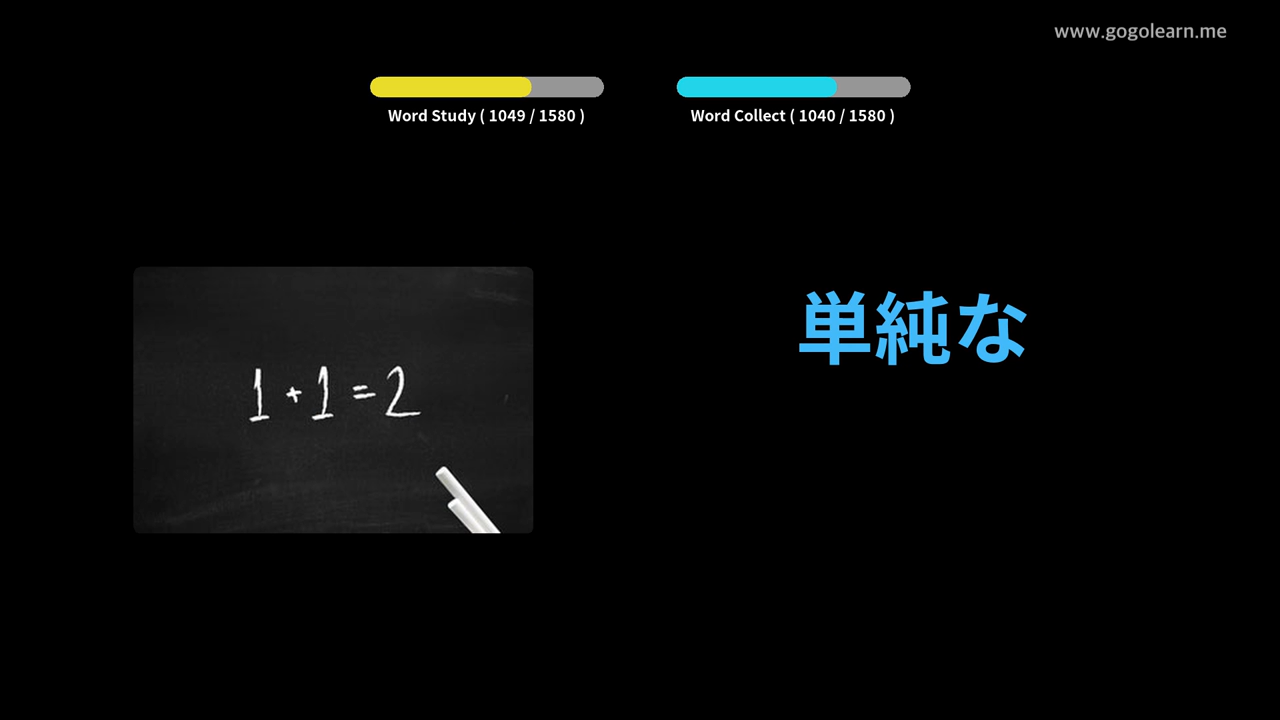 www.gogolearn.me
Word Study ( 1049 / 1580 )
Word Collect ( 1040 / 1580 )
1 + 1 = 2
単純な